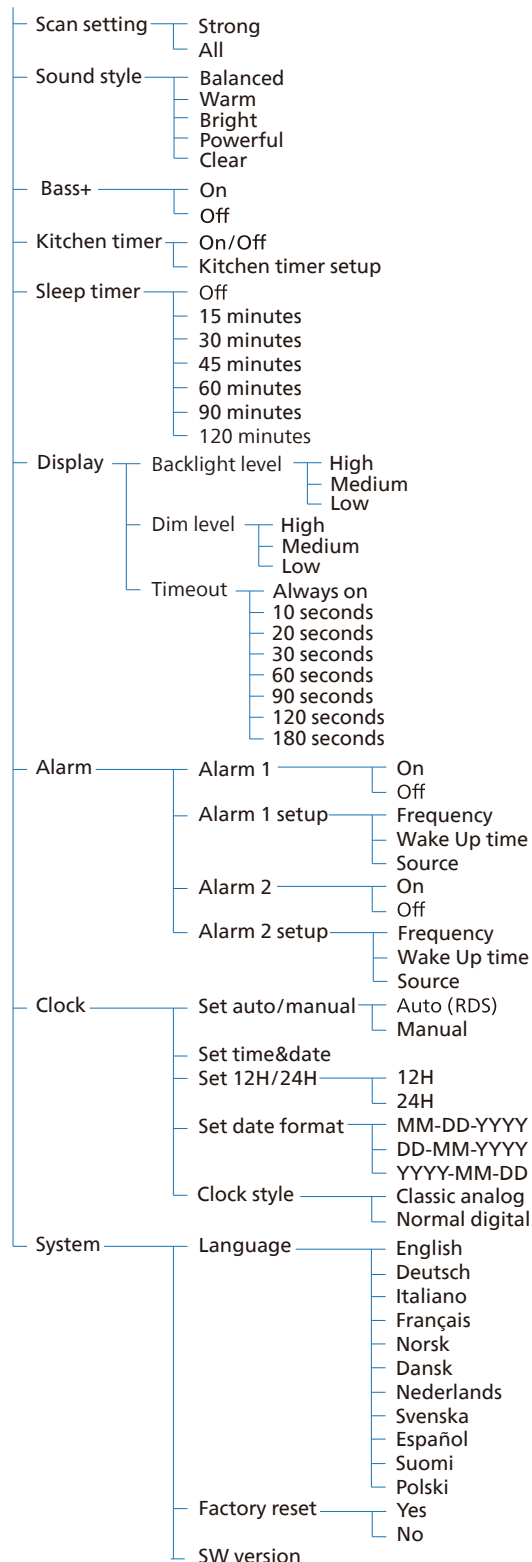 Scan setting
Strong
All
Sound style
Balanced
Warm
Bright
Powerful
Clear
Bass+
On
Off
Kitchen timer
On/Off
Kitchen timer setup
Sleep timer
Off
15 minutes
30 minutes
45 minutes
60 minutes
90 minutes
120 minutes
Display
Backlight level
High
Medium
Low
Dim level
High
Medium
Low
Timeout
Always on
10 seconds
20 seconds
30 seconds
60 seconds
90 seconds
120 seconds
180 seconds
Alarm
Alarm 1
On
Off
Alarm 1 setup
Frequency
Wake Up time
Source
Alarm 2
On
Off
Alarm 2 setup
Frequency
Wake Up time
Source
Clock
Set auto/manual
Auto (RDS)
Manual
Set time&date
Set 12H/24H
12H
24H
Set date format
MM-DD-YYYY
DD-MM-YYYY
YYYY-MM-DD
Clock style
Classic analog
Normal digital
System
Language
English
Deutsch
Italiano
Français
Norsk
Dansk
Nederlands
Svenska
Español
Suomi
Polski
Factory reset
Yes
No
SW version